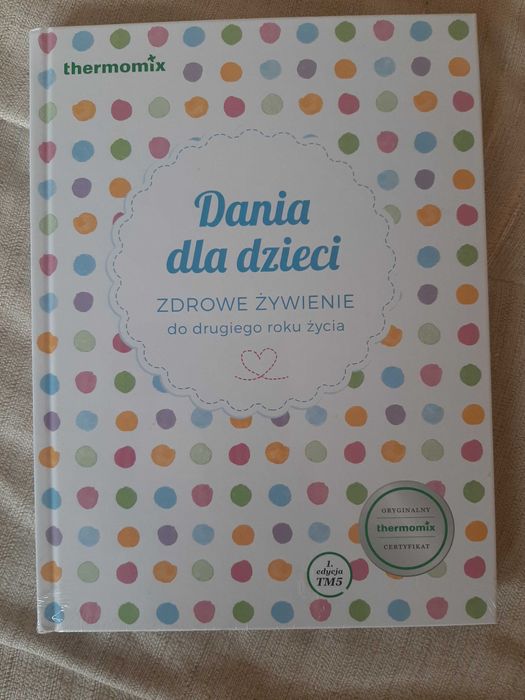 thermomix
Dania
dla dzieci
ZDROWE ŻYWIENIE
do drugiego roku życia
ORYGINALNY
thermomix
CERTYFIKAT
1.
edycja
TM5